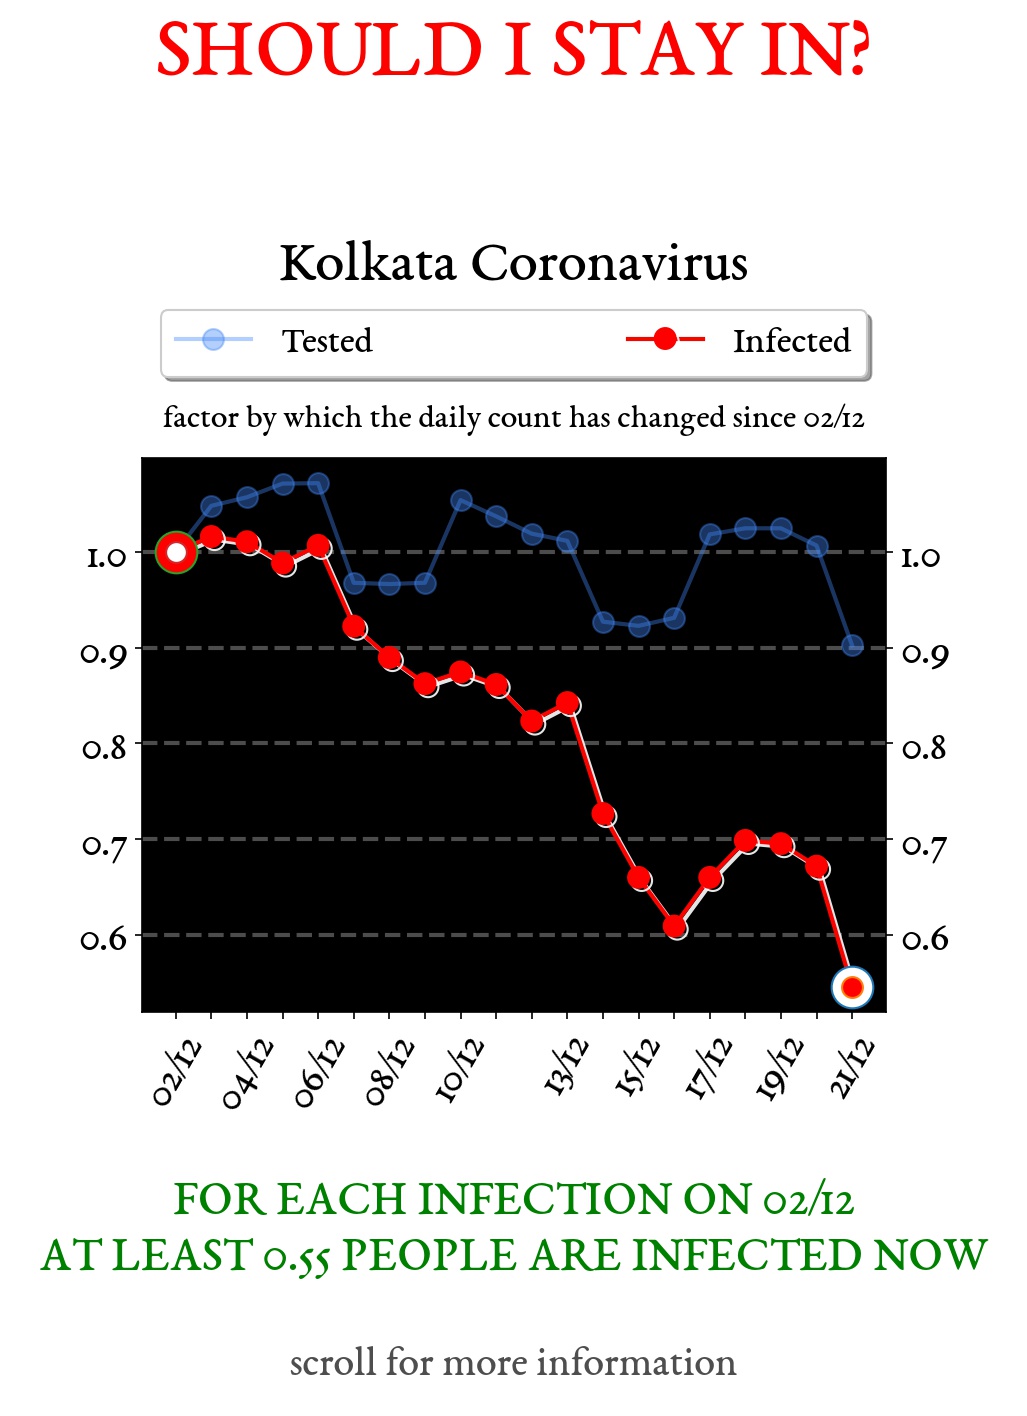 SHOULD I STAY IN?
Kolkata Coronavirus
Tested Infected
factor by which the daily count has changed since 02/12
1.0 1.0
0.9 0.9
0.8 0.8
0.7 0.7
0.6 0.6
02/12 04/12 06/12 08/12 10/12 13/12 15/12 17/12 19/12 21/12
FOR EACH INFECTION ON 02/12
AT LEAST 0.55 PEOPLE ARE INFECTED NOW
scroll for more information